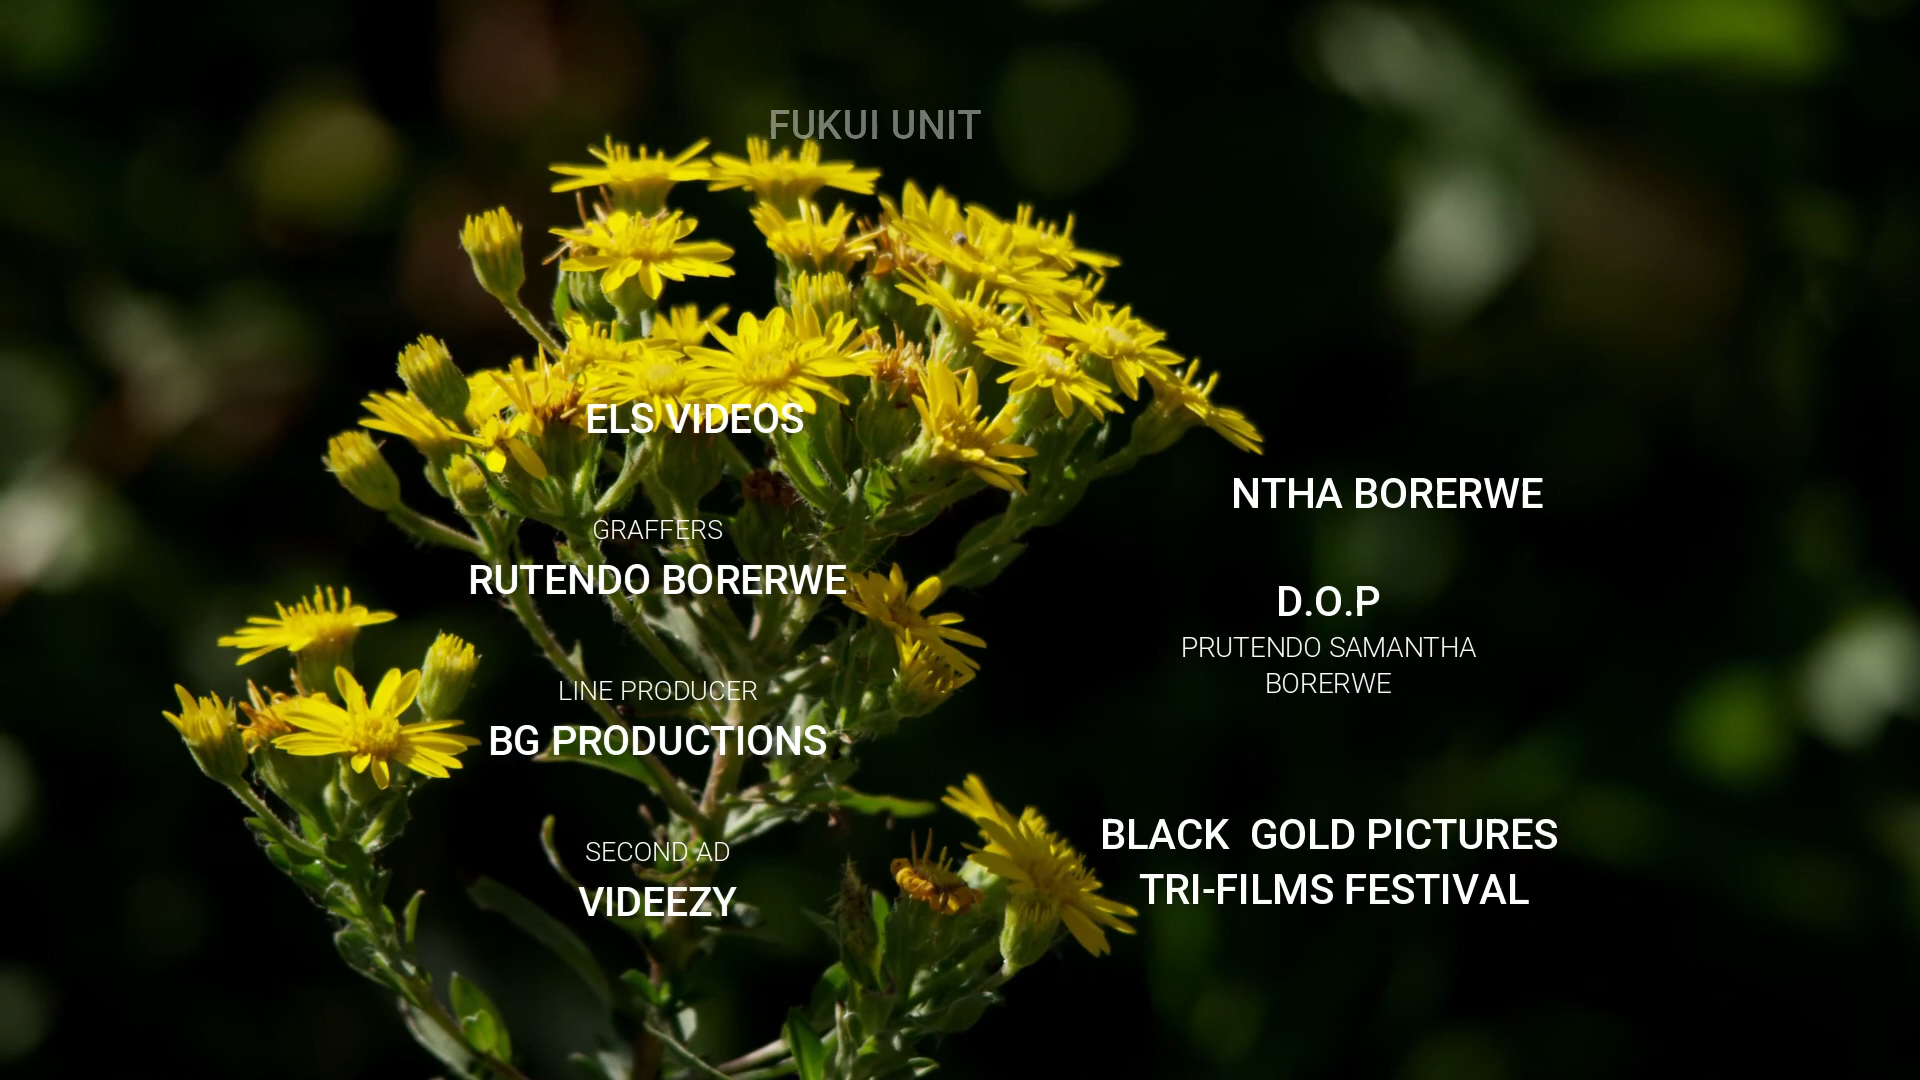 FUKUI UNIT
ELS VIDEOS
GRAFFERS
RUTENDO BORERWE
LINE PRODUCER
BG PRODUCTIONS
SECOND AD
VIDEEZY
NTHA BORERWE
D.O.P
PRUTENDO SAMANTHA
BORERWE
BLACK  GOLD PICTURES
TRI-FILMS FESTIVAL